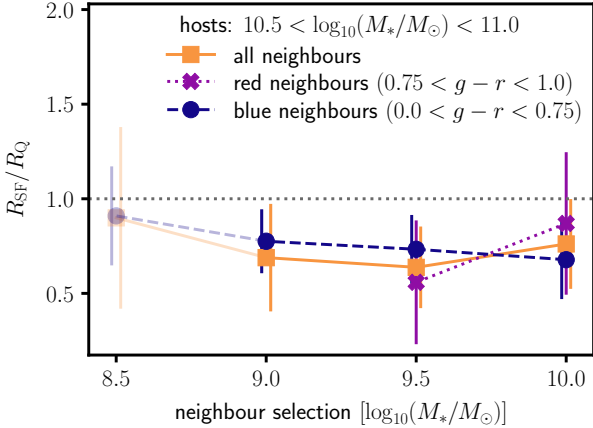 hosts: 10.5 < log₁₀(M*/M⊙) < 11.0
all neighbours
red neighbours (0.75 < g − r < 1.0)
blue neighbours (0.0 < g − r < 0.75)
R_SF/R_Q
2.0
1.5
1.0
0.5
8.5 9.0 9.5 10.0
neighbour selection [log₁₀(M*/M⊙)]